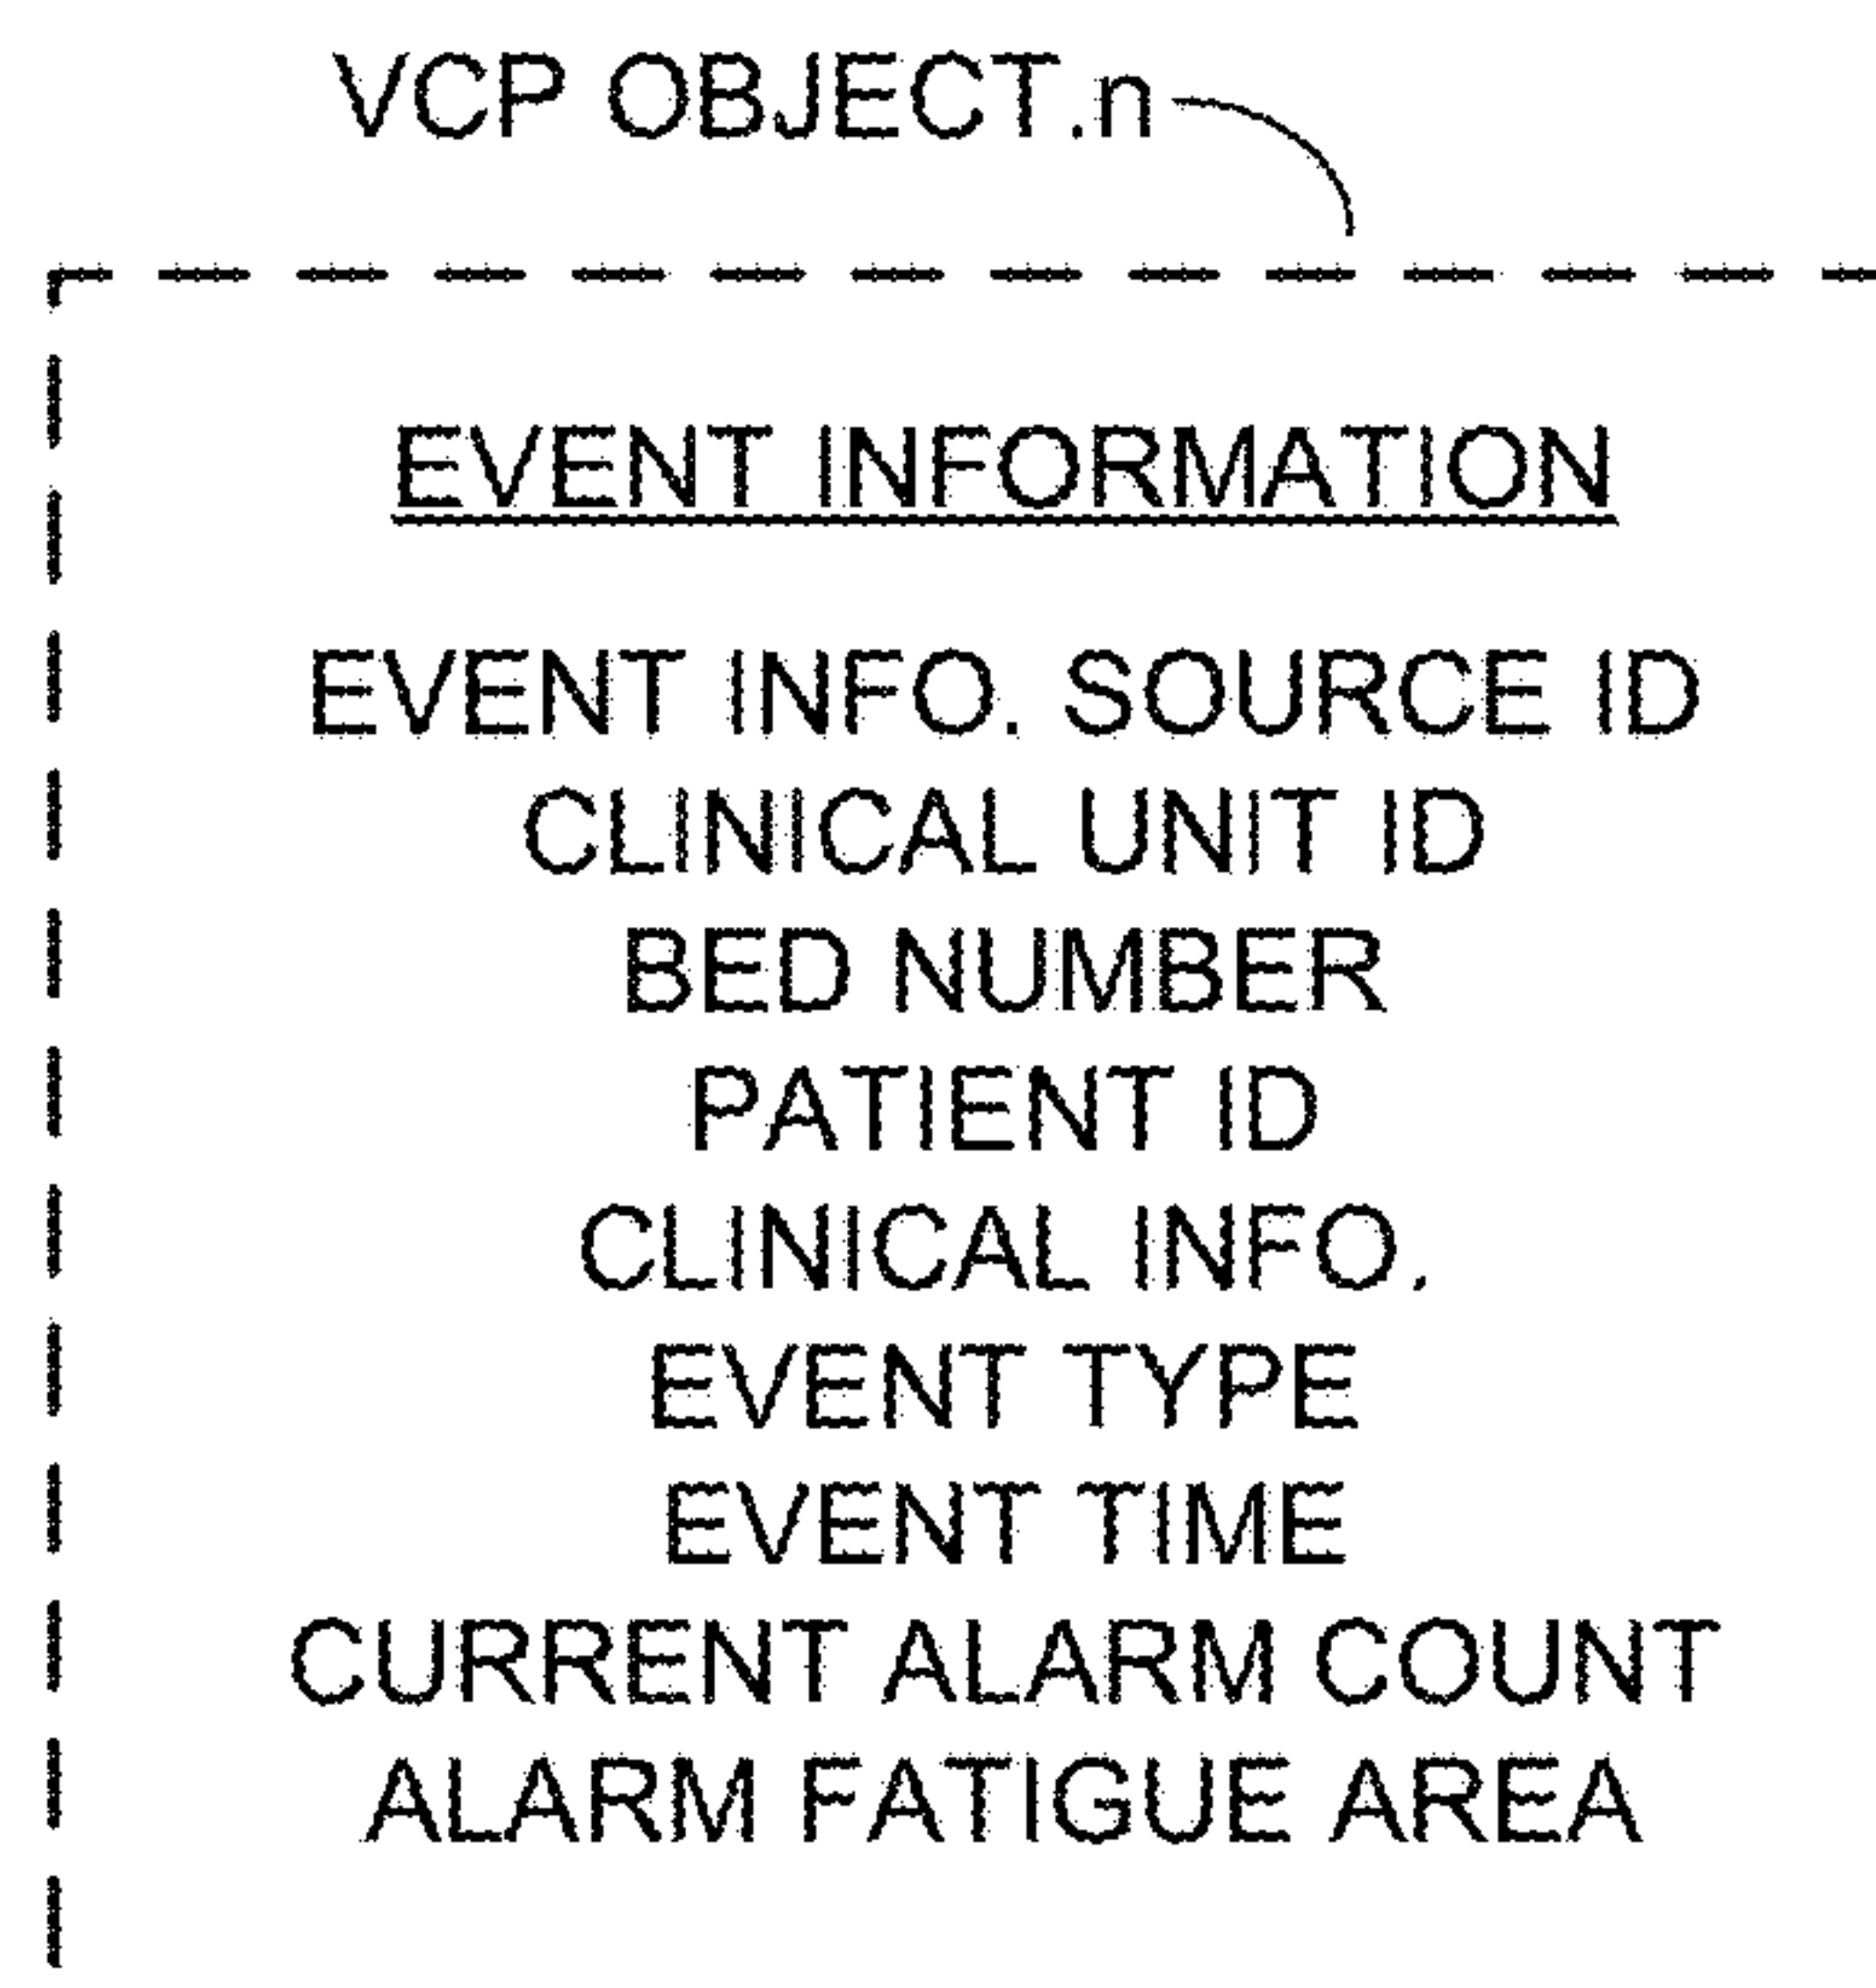 VCP OBJECT.n
EVENT INFORMATION
EVENT INFO. SOURCE ID
CLINICAL UNIT ID
BED NUMBER
PATIENT ID
CLINICAL INFO.
EVENT TYPE
EVENT TIME
CURRENT ALARM COUNT
ALARM FATIGUE AREA